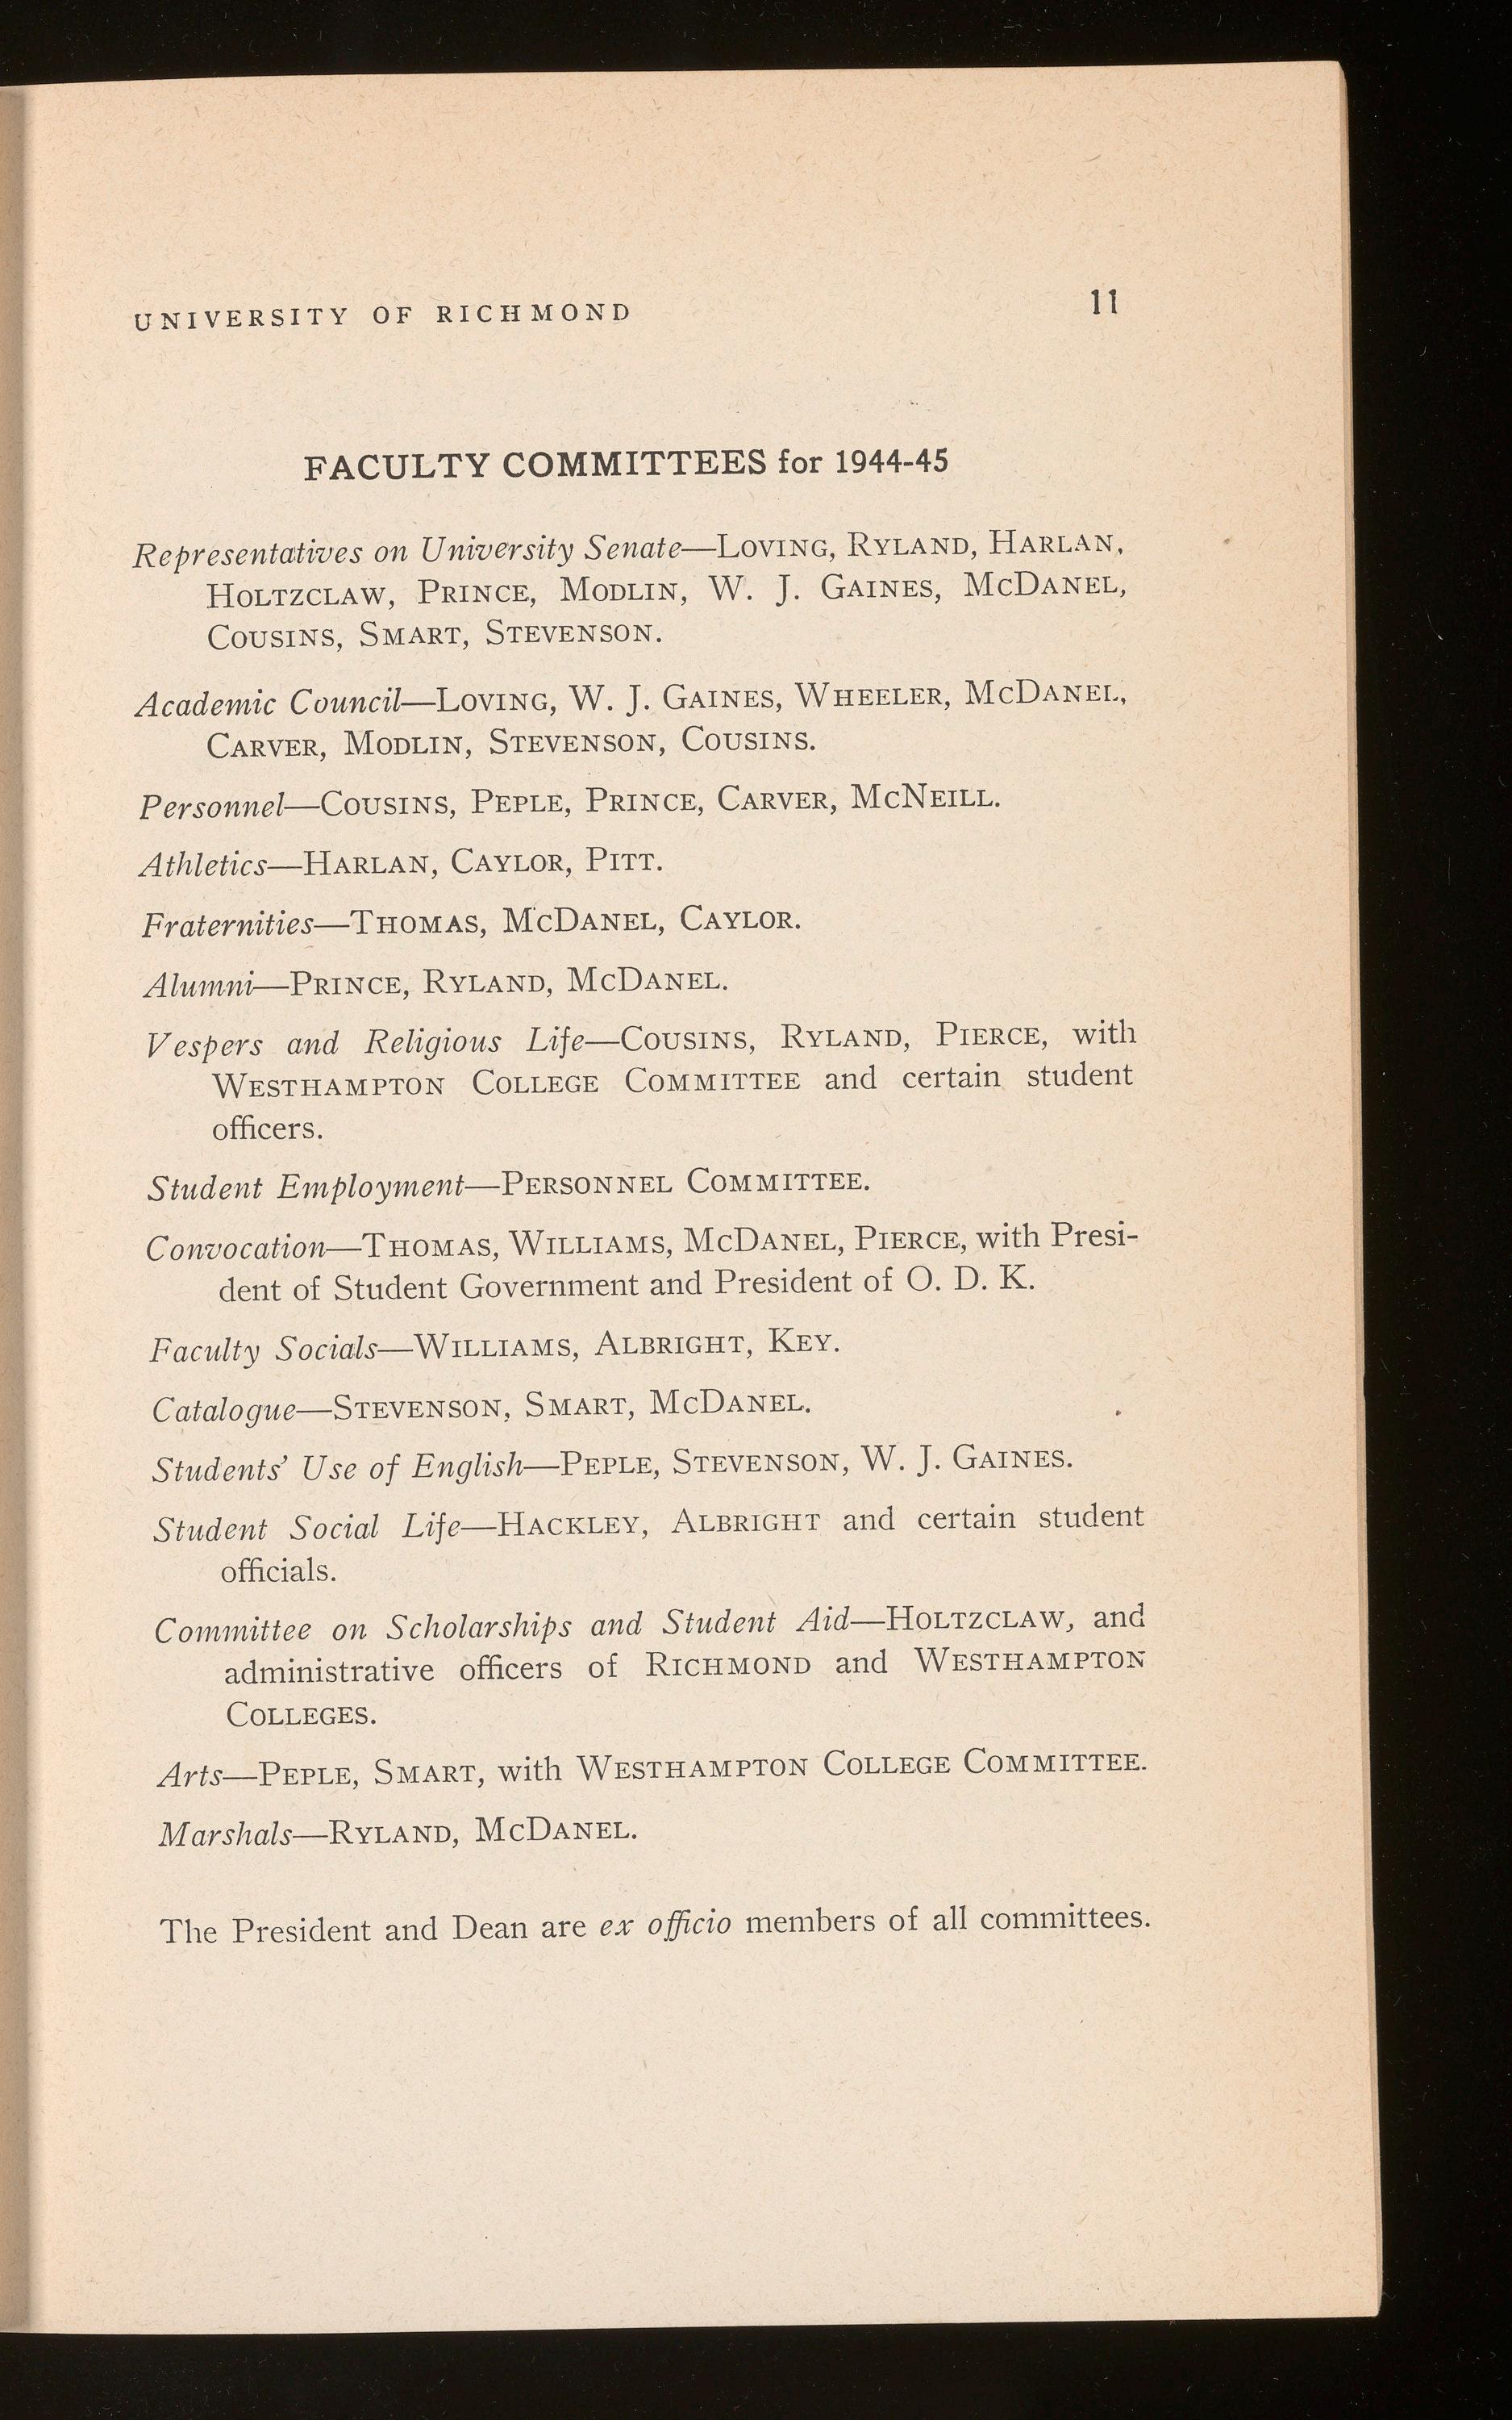 UNIVERSITY OF RICHMOND 11
FACULTY COMMITTEES for 1944-45
Representatives on University Senate—LOVING, RYLAND, HARLAN,
HOLTZCLAW, PRINCE, MODLIN, W. J. GAINES, MCDANEL,
COUSINS, SMART, STEVENSON.
Academic Council—LOVING, W. J. GAINES, WHEELER, MCDANEL,
CARVER, MODLIN, STEVENSON, COUSINS.
Personnel—COUSINS, PEPLE, PRINCE, CARVER, MCNEILL.
Athletics—HARLAN, CAYLOR, PITT.
Fraternities—THOMAS, MCDANEL, CAYLOR.
Alumni—PRINCE, RYLAND, MCDANEL.
Vespers and Religious Life—COUSINS, RYLAND, PIERCE, with
WESTHAMPTON COLLEGE COMMITTEE and certain student
officers.
Student Employment—PERSONNEL COMMITTEE.
Convocation—THOMAS, WILLIAMS, MCDANEL, PIERCE, with Presi-
dent of Student Government and President of O. D. K.
Faculty Socials—WILLIAMS, ALBRIGHT, KEY.
Catalogue—STEVENSON, SMART, MCDANEL.
Students' Use of English—PEPLE, STEVENSON, W. J. GAINES.
Student Social Life—HACKLEY, ALBRIGHT and certain student
officials.
Committee on Scholarships and Student Aid—HOLTZCLAW, and
administrative officers of RICHMOND and WESTHAMPTON
COLLEGES.
Arts—PEPLE, SMART, with WESTHAMPTON COLLEGE COMMITTEE.
Marshals—RYLAND, MCDANEL.
The President and Dean are ex officio members of all committees.